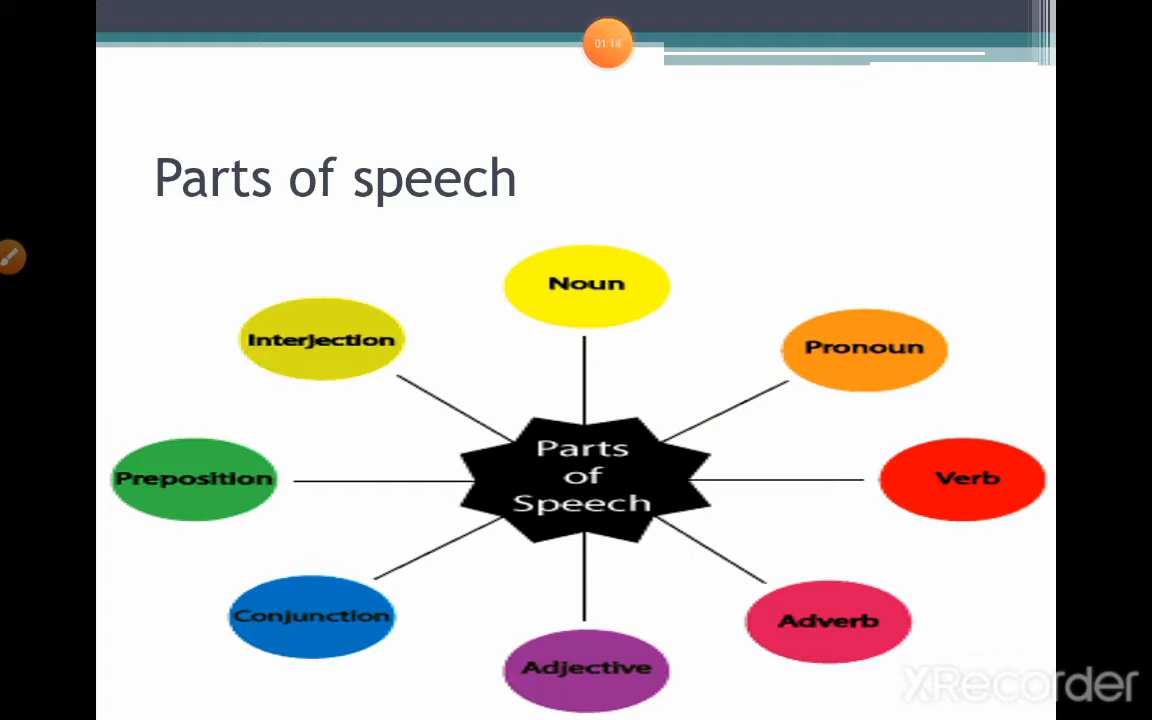 01:14
Parts of speech
Noun
Interjection
Pronoun
Parts
of
Speech
Preposition
Verb
Conjunction
Adverb
Adjective
XRecorder